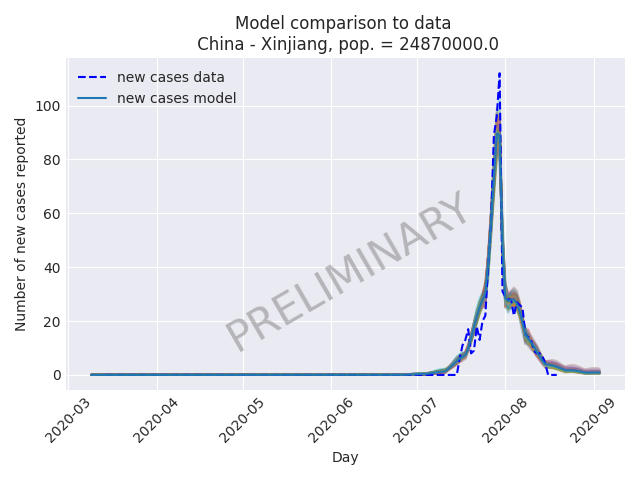 Model comparison to data
China - Xinjiang, pop. = 24870000.0
new cases data
new cases model
Number of new cases reported
100
80
60
40
20
0
PRELIMINARY
2020-03
2020-04
2020-05
2020-06
2020-07
2020-08
2020-09
Day